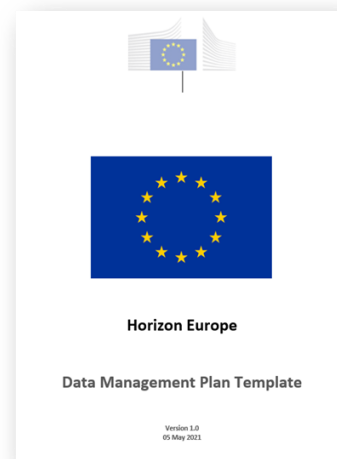 Horizon Europe
Data Management Plan Template
Version 1.0
05 May 2021